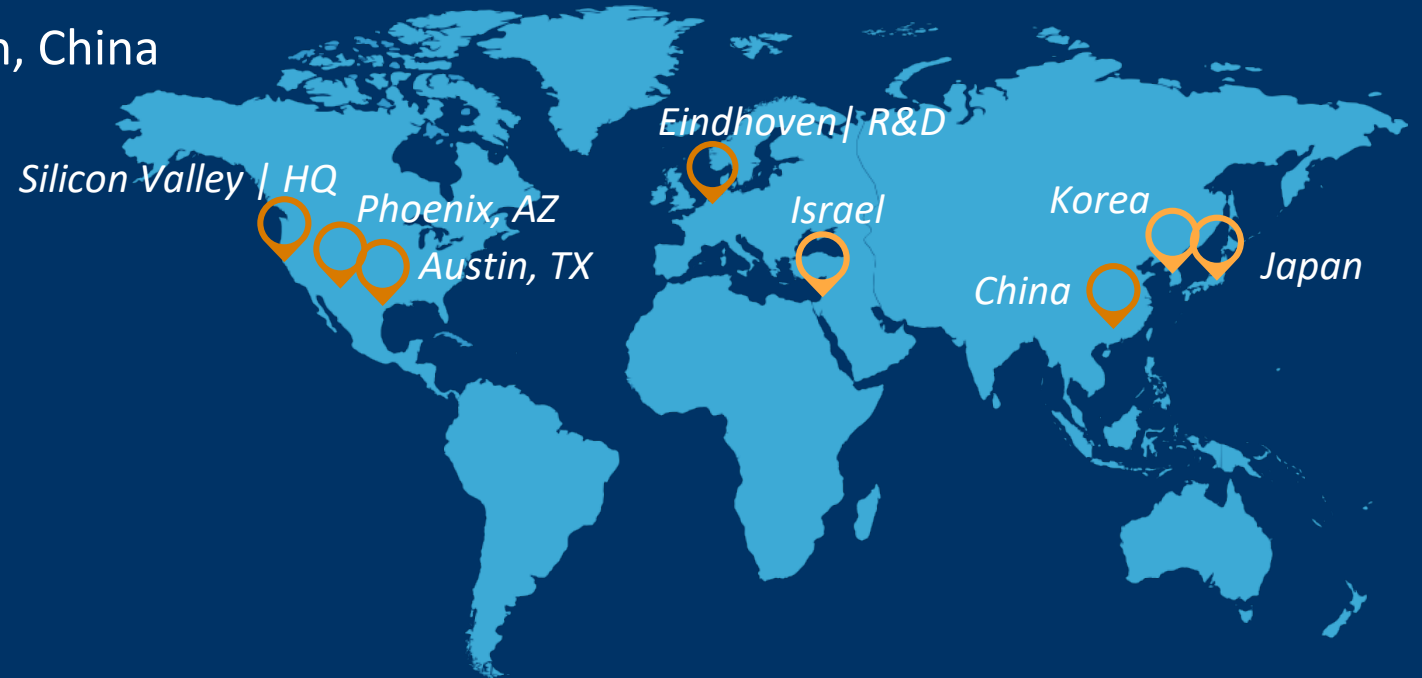 , China
Eindhoven| R&D
Silicon Valley | HQ
Phoenix, AZ
Israel
Korea
Austin, TX
Japan
China